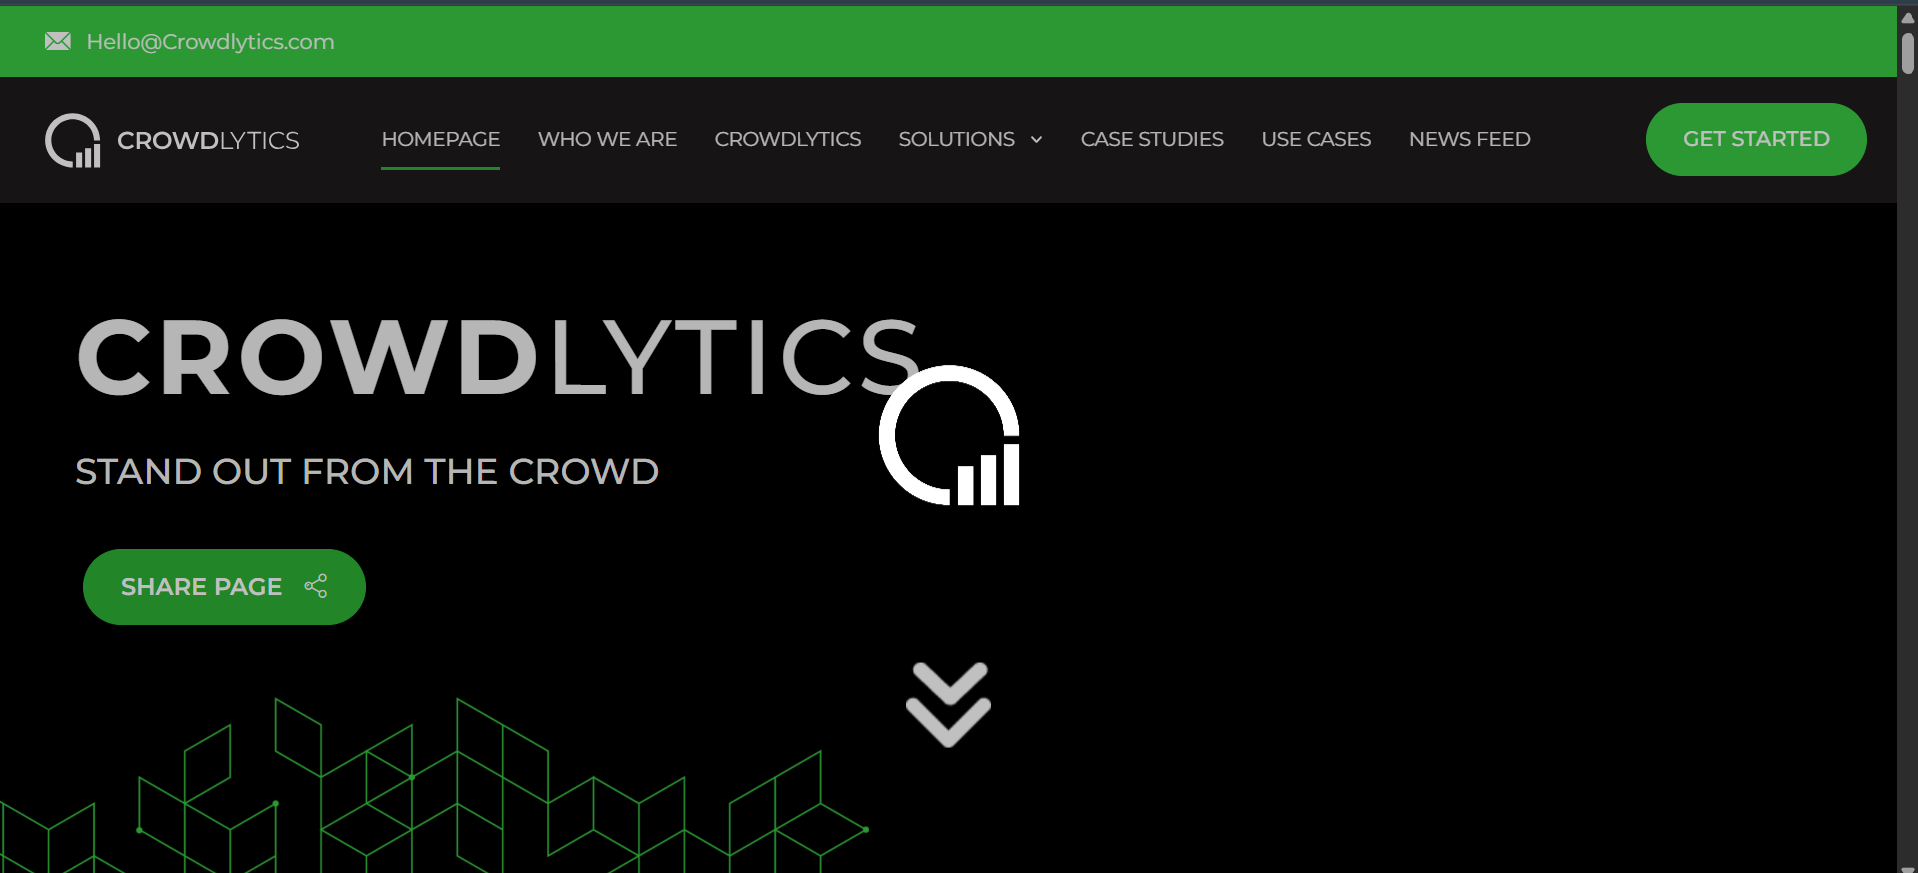 Hello@Crowdlytics.com
CROWDLYTICS
HOMEPAGE
WHO WE ARE
CROWDLYTICS
SOLUTIONS
CASE STUDIES
USE CASES
NEWS FEED
GET STARTED
CROWDLYTICS
STAND OUT FROM THE CROWD
SHARE PAGE